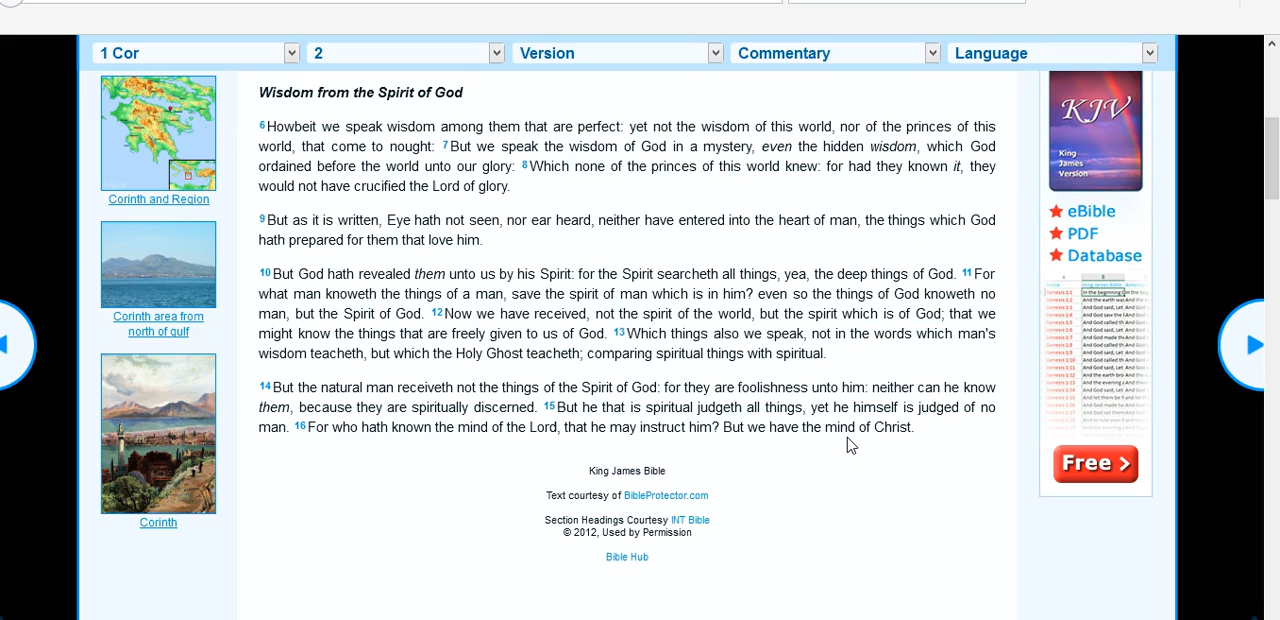 1 Cor 2 Version Commentary Language
Wisdom from the Spirit of God
6 Howbeit we speak wisdom among them that are perfect: yet not the wisdom of this world, nor of the princes of this
world, that come to nought: 7 But we speak the wisdom of God in a mystery, even the hidden wisdom, which God
ordained before the world unto our glory: 8 Which none of the princes of this world knew: for had they known it, they
would not have crucified the Lord of glory.
9 But as it is written, Eye hath not seen, nor ear heard, neither have entered into the heart of man, the things which God
hath prepared for them that love him.
10 But God hath revealed them unto us by his Spirit: for the Spirit searcheth all things, yea, the deep things of God. 11 For
what man knoweth the things of a man, save the spirit of man which is in him? even so the things of God knoweth no
man, but the Spirit of God. 12 Now we have received, not the spirit of the world, but the spirit which is of God; that we
might know the things that are freely given to us of God. 13 Which things also we speak, not in the words which man's
wisdom teacheth, but which the Holy Ghost teacheth; comparing spiritual things with spiritual.
14 But the natural man receiveth not the things of the Spirit of God: for they are foolishness unto him: neither can he know
them, because they are spiritually discerned. 15 But he that is spiritual judgeth all things, yet he himself is judged of no
man. 16 For who hath known the mind of the Lord, that he may instruct him? But we have the mind of Christ.
King James Bible
Text courtesy of BibleProtector.com
Section Headings Courtesy INT Bible
© 2012, Used by Permission
Bible Hub
Corinth and Region
Corinth area from
north of gulf
Corinth
KJV
King
James
Version
eBible
PDF
Database
Free >